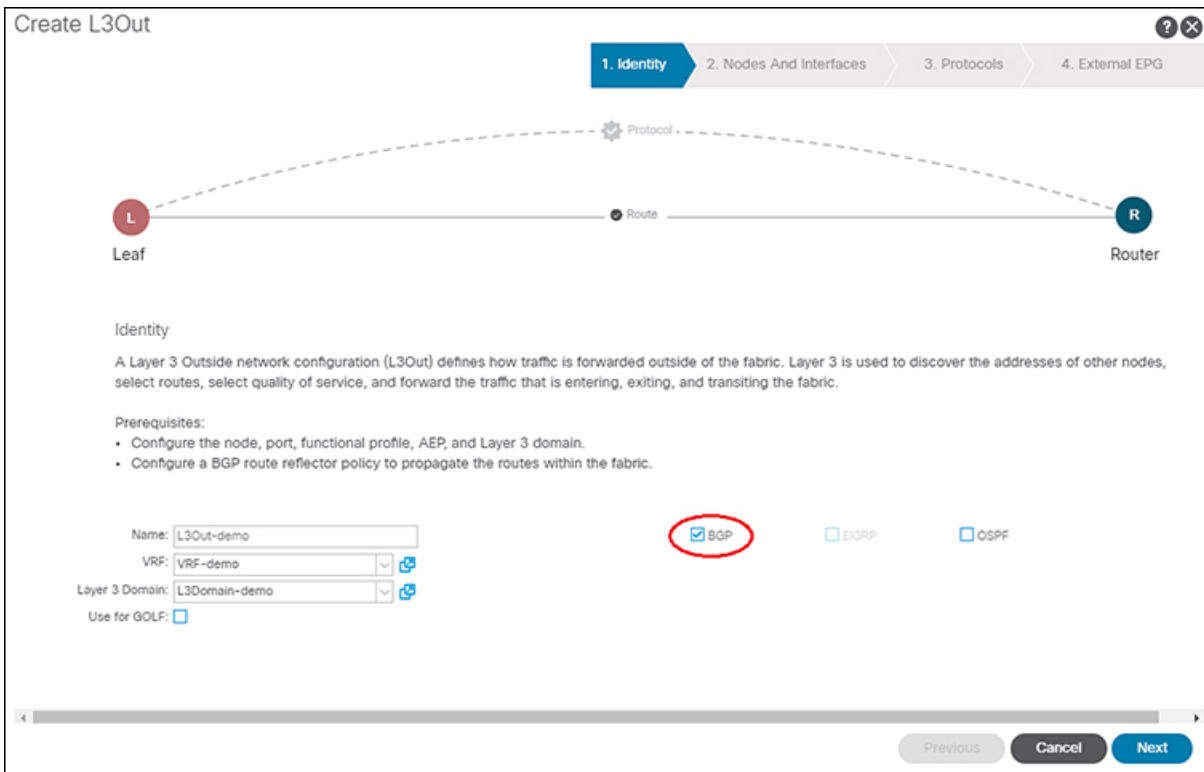 Create L3Out
1. Identity
2. Nodes And Interfaces
3. Protocols
4. External EPG
Protocol
L
Route
R
Leaf
Router
Identity
A Layer 3 Outside network configuration (L3Out) defines how traffic is forwarded outside of the fabric. Layer 3 is used to discover the addresses of other nodes,
select routes, select quality of service, and forward the traffic that is entering, exiting, and transiting the fabric.
Prerequisites:
• Configure the node, port, functional profile, AEP, and Layer 3 domain.
• Configure a BGP route reflector policy to propagate the routes within the fabric.
Name: L3Out-demo
BGP
EIGRP
OSPF
VRF: VRF-demo
Layer 3 Domain: L3Domain-demo
Use for GOLF:
Previous
Cancel
Next